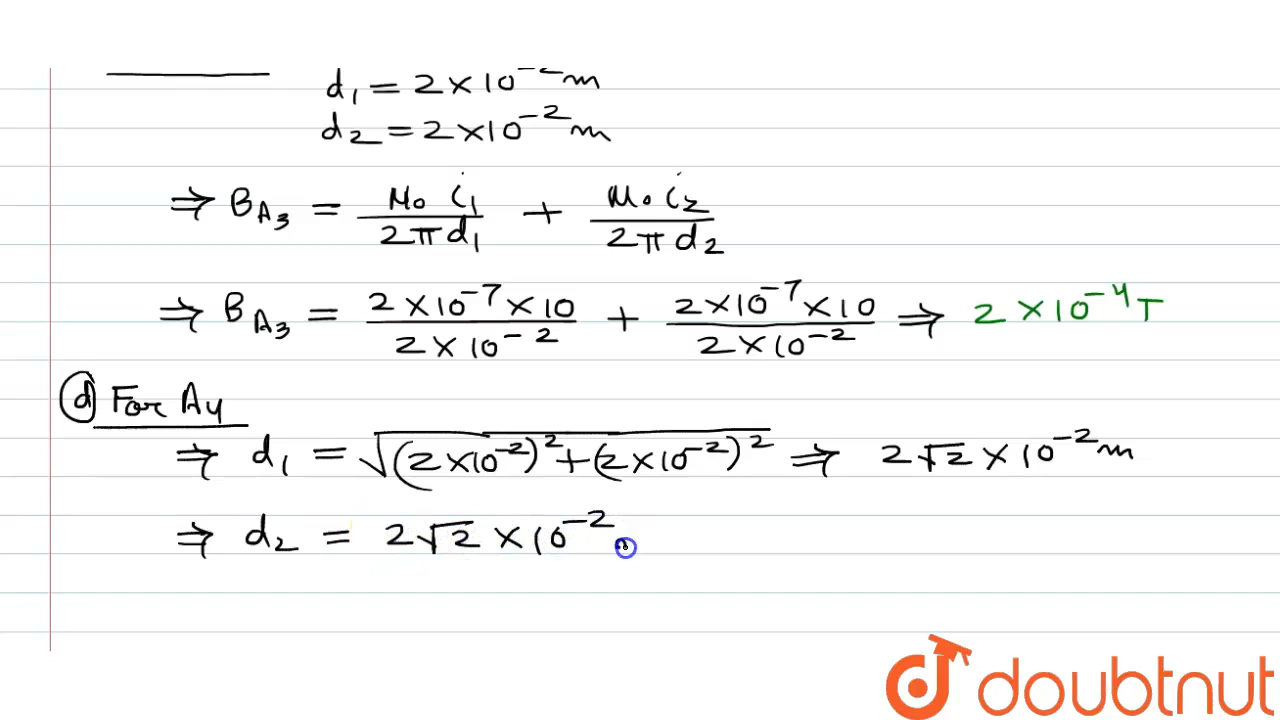 d₁ = 2×10⁻²m
d₂ = 2×10⁻²m
⇒ B_A₃ = μ₀ i₁ / 2πd₁ + μ₀ i₂ / 2πd₂
⇒ B_A₃ = 2×10⁻⁷×10 / 2×10⁻² + 2×10⁻⁷×10 / 2×10⁻² ⇒ 2×10⁻⁴T
(d) For A₄
⇒ d₁ = √((2×10⁻²)²+(2×10⁻²)²) ⇒ 2√2×10⁻²m
⇒ d₂ = 2√2×10⁻²
doubtnut